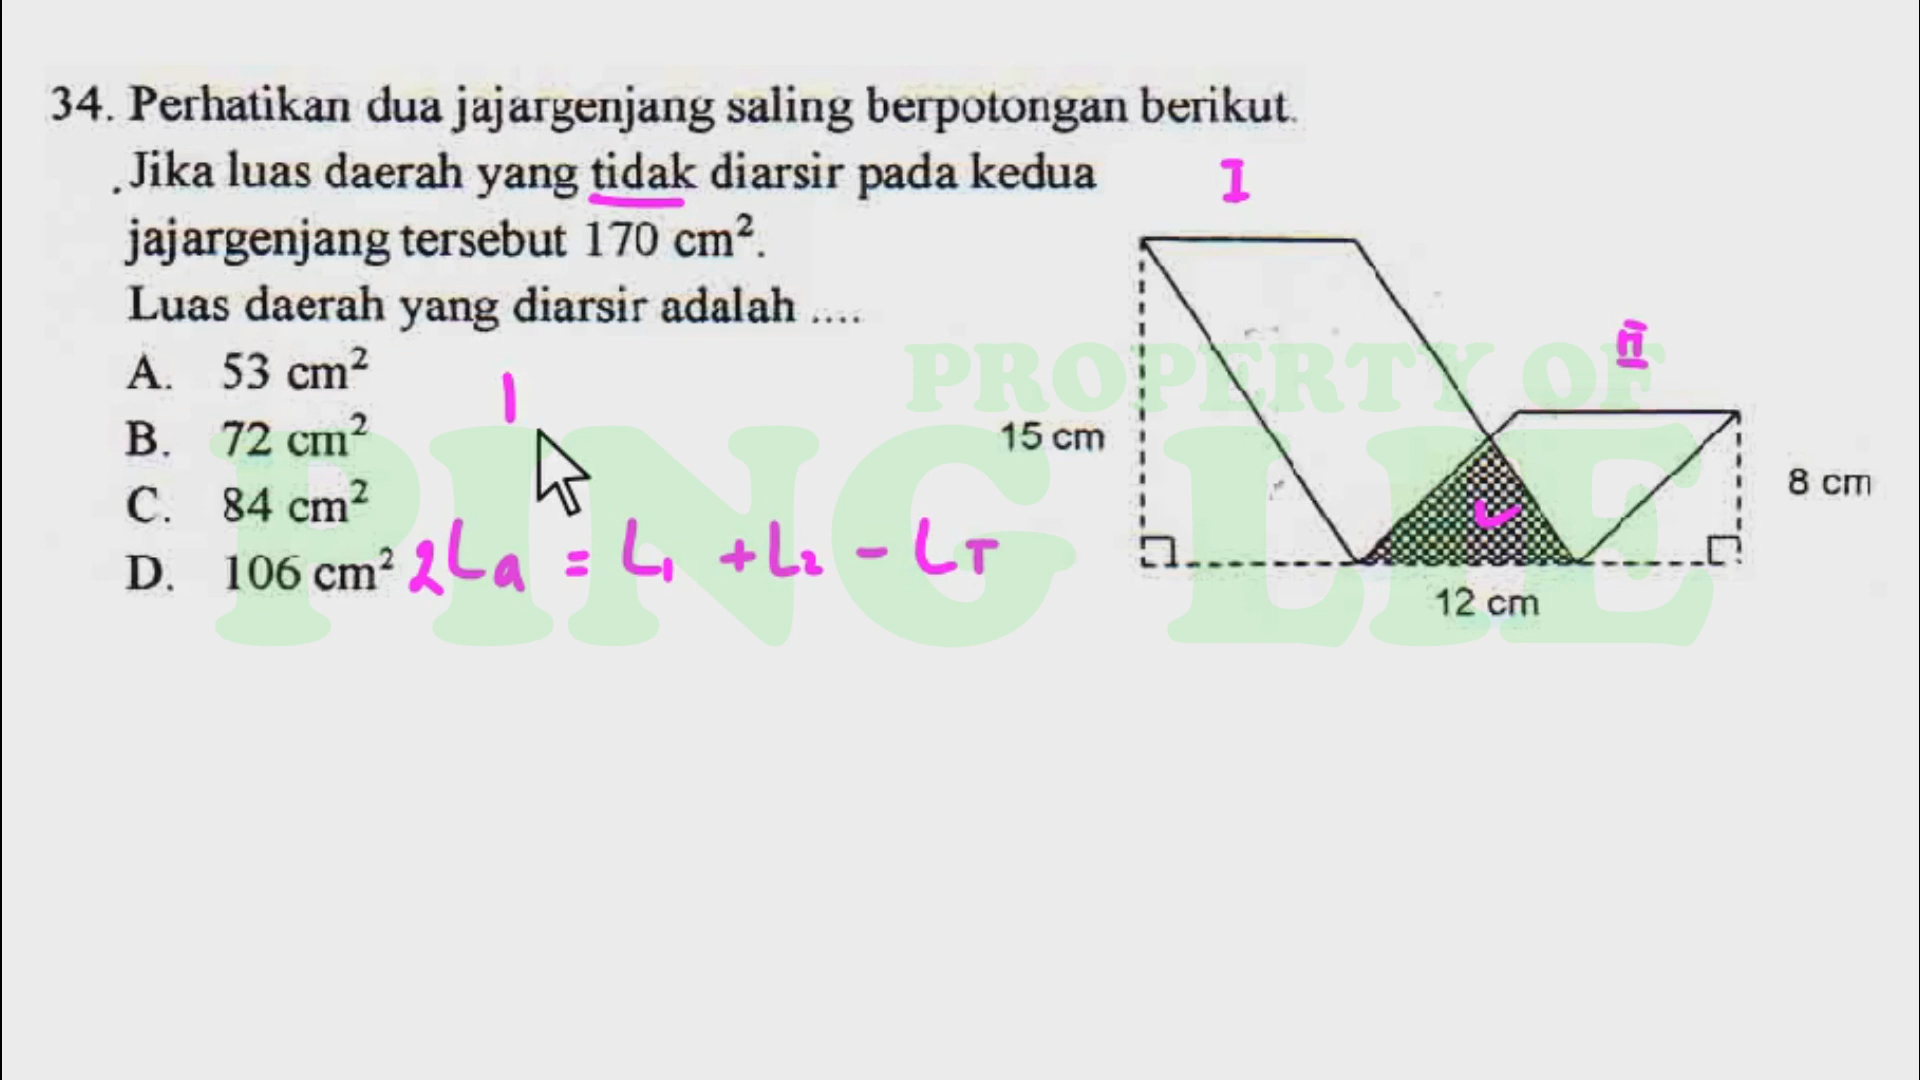 34. Perhatikan dua jajargenjang saling berpotongan berikut.
Jika luas daerah yang tidak diarsir pada kedua
jajargenjang tersebut 170 cm².
Luas daerah yang diarsir adalah ....
A. 53 cm²
B. 72 cm²
C. 84 cm²
D. 106 cm²
2La = L1 + L2 - LT
I
II
15 cm
8 cm
12 cm
PROPERTY OF
PING LIE